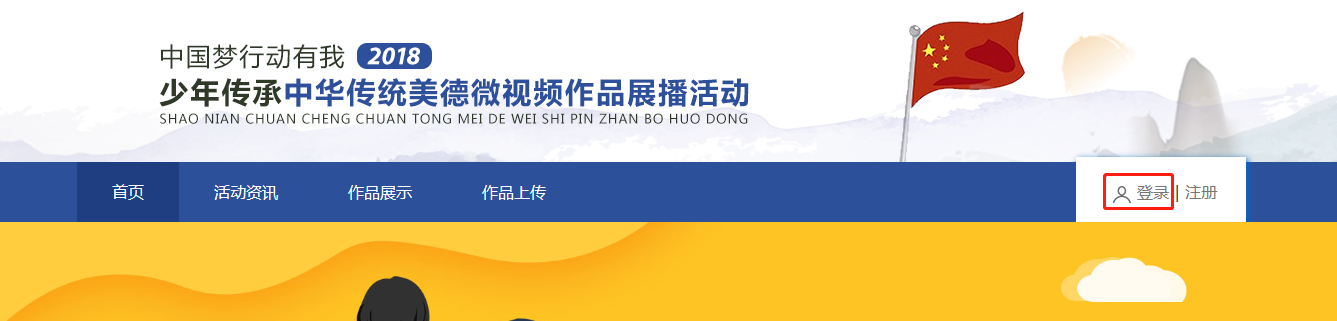 中国梦行动有我 2018
少年传承中华传统美德微视频作品展播活动
SHAO NIAN CHUAN CHENG CHUAN TONG MEI DE WEI SHI PIN ZHAN BO HUO DONG
首页 活动资讯 作品展示 作品上传 登录 | 注册